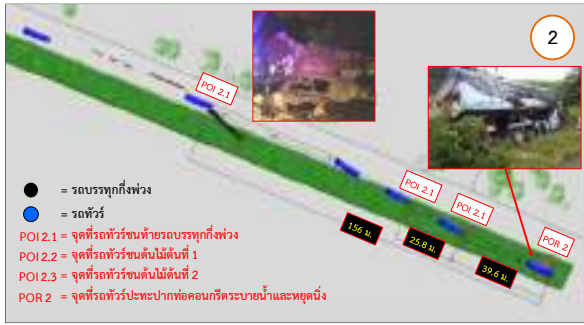 2
POI 2.1
POI 2.1
POI 2.1
POR 2
156 ม.
25.8 ม.
39.6 ม.
= รถบรรทุกกึ่งพ่วง
= รถทัวร์
POI 2.1 = จุดที่รถทัวร์ชนท้ายรถบรรทุกกึ่งพ่วง
POI 2.2 = จุดที่รถทัวร์ชนต้นไม้ต้นที่ 1
POI 2.3 = จุดที่รถทัวร์ชนต้นไม้ต้นที่ 2
POR 2 = จุดที่รถทัวร์ปะทะปากท่อคอนกรีตระบายน้ำและหยุดนิ่ง